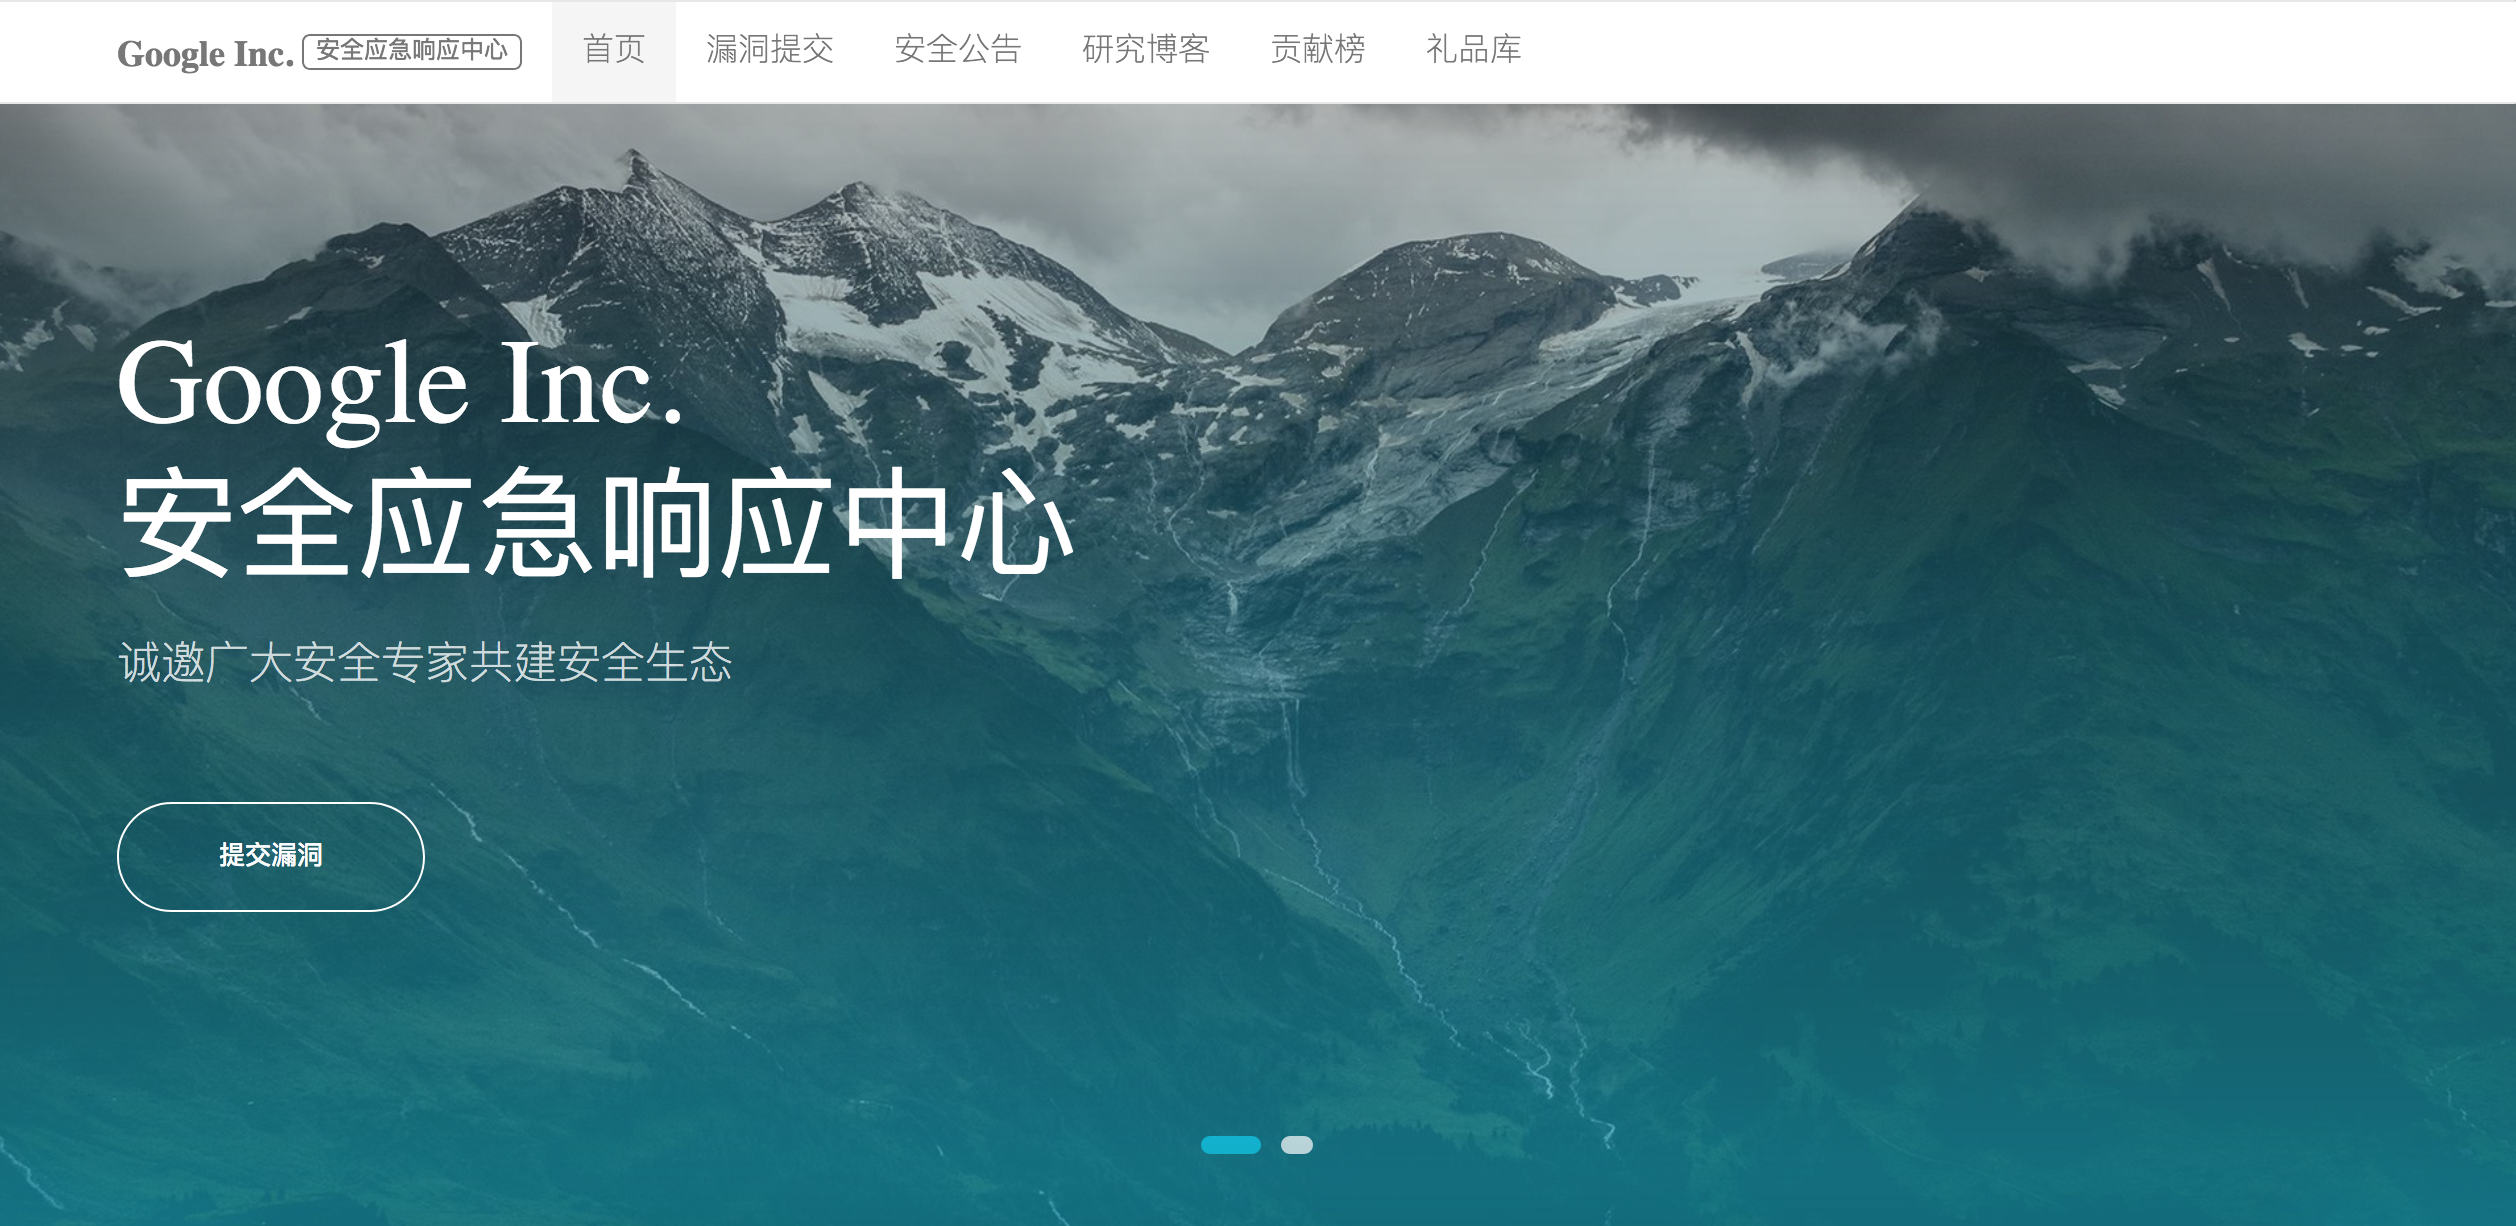 Google Inc. 安全应急响应中心 首页 漏洞提交 安全公告 研究博客 贡献榜 礼品库
Google Inc.
安全应急响应中心
诚邀广大安全专家共建安全生态
提交漏洞